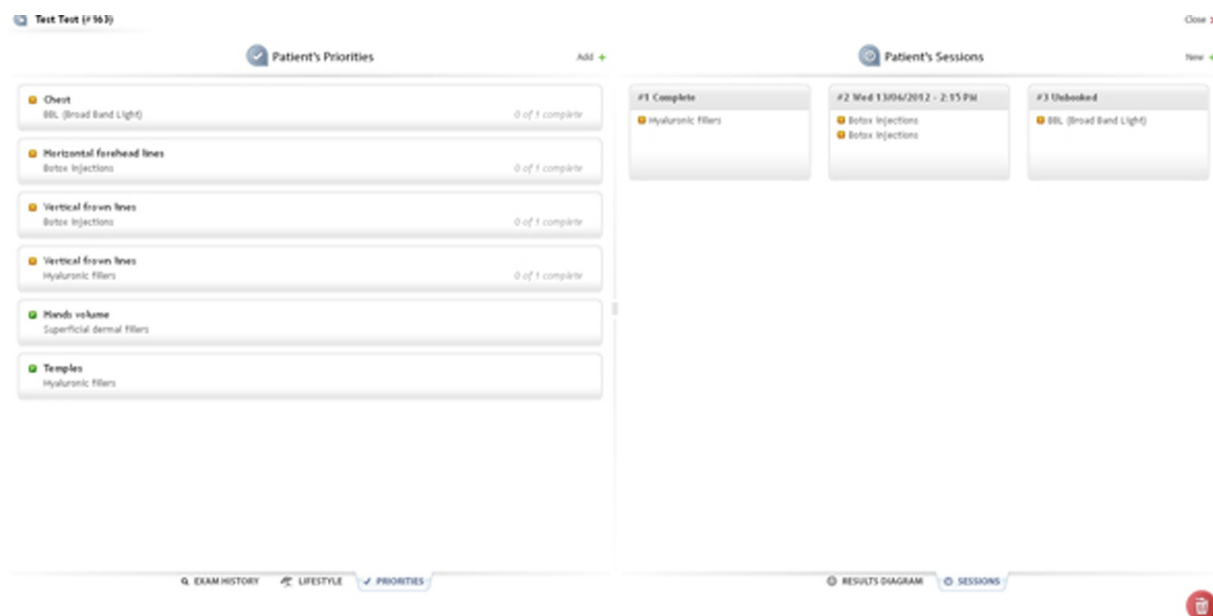 Test Test (#163)
Close
Patient's Priorities
Add +
Chest
BBL (Broad Band Light)
0 of 1 complete
Horizontal forehead lines
Botox Injections
0 of 1 complete
Vertical frown lines
Botox Injections
0 of 1 complete
Vertical frown lines
Hyaluronic fillers
0 of 1 complete
Hands volume
Superficial dermal fillers
Temples
Hyaluronic fillers
EXAM HISTORY
LIFESTYLE
PRIORITIES
Patient's Sessions
New +
#1 Complete
Hyaluronic fillers
#2 Wed 13/06/2012 - 2:15 PM
Botox Injections
Botox Injections
#3 Unbooked
BBL (Broad Band Light)
RESULTS DIAGRAM
SESSIONS